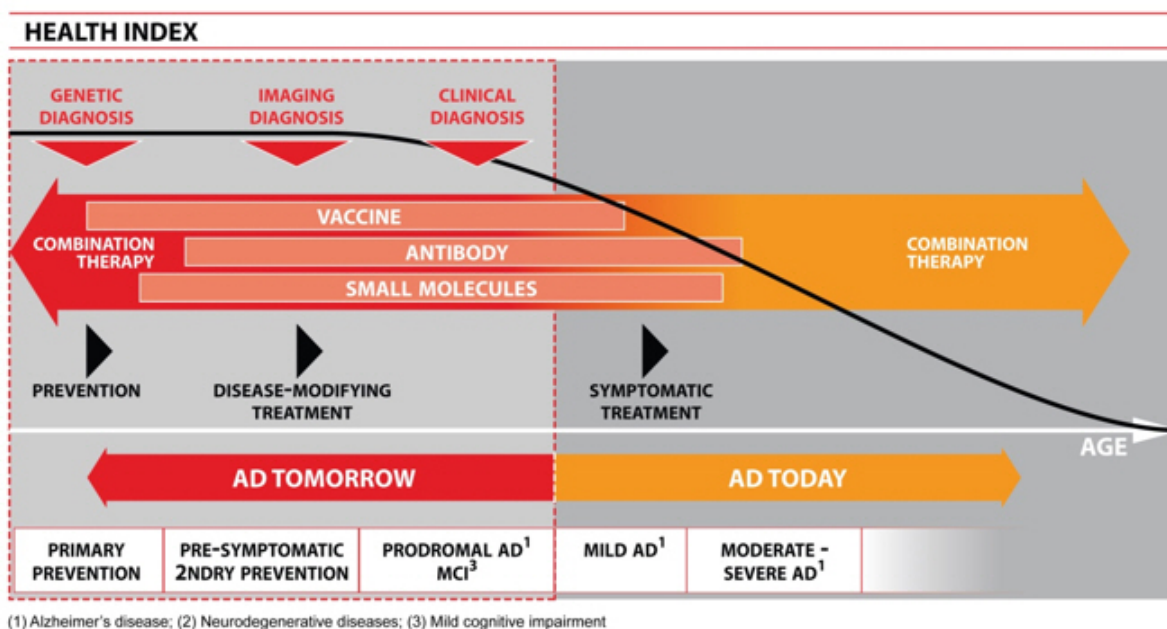 HEALTH INDEX
GENETIC
DIAGNOSIS
IMAGING
DIAGNOSIS
CLINICAL
DIAGNOSIS
VACCINE
COMBINATION
THERAPY
ANTIBODY
COMBINATION
THERAPY
SMALL MOLECULES
PREVENTION
DISEASE-MODIFYING
TREATMENT
SYMPTOMATIC
TREATMENT
AGE
AD TOMORROW
AD TODAY
PRIMARY
PREVENTION
PRE-SYMPTOMATIC
2NDRY PREVENTION
PRODROMAL AD¹
MCI³
MILD AD¹
MODERATE -
SEVERE AD¹
(1) Alzheimer's disease; (2) Neurodegenerative diseases; (3) Mild cognitive impairment